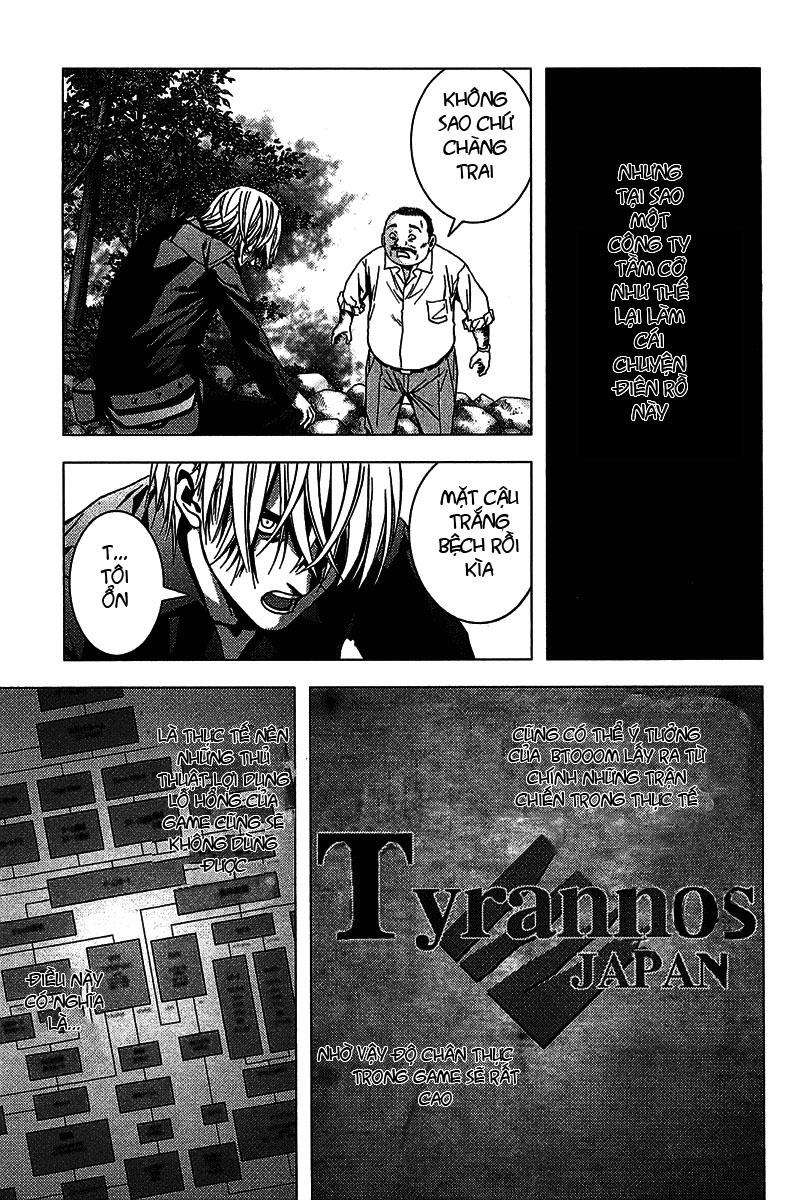 NHƯNG
TẠI SAO
MỘT
CÔNG TY
TẦM CỠ
NHƯ THẾ
LẠI LÀM
CÁI
CHUYỆN
ĐIÊN RỒ
NÀY
KHÔNG
SAO CHỨ
CHÀNG
TRAI
MẶT CẬU
TRẮNG
BỆCH RỒI
KÌA
T...
TÔI
ỔN
CŨNG CÓ THỂ Ý TƯỞNG
CỦA BTOOOM LẤY RA TỪ
CHÍNH NHỮNG TRẬN
CHIẾN TRONG THỰC TẾ
Tyrannos
JAPAN
NHỜ VẬY ĐỘ CHÂN THỰC
TRONG GAME SẼ RẤT
CAO
LÀ THỰC TẾ NÊN
NHỮNG THỦ
THUẬT LỢI DỤNG
LỖ HỔNG CỦA
GAME CŨNG SẼ
KHÔNG DÙNG
ĐƯỢC
ĐIỀU NÀY
CÓ NGHĨA
LÀ...